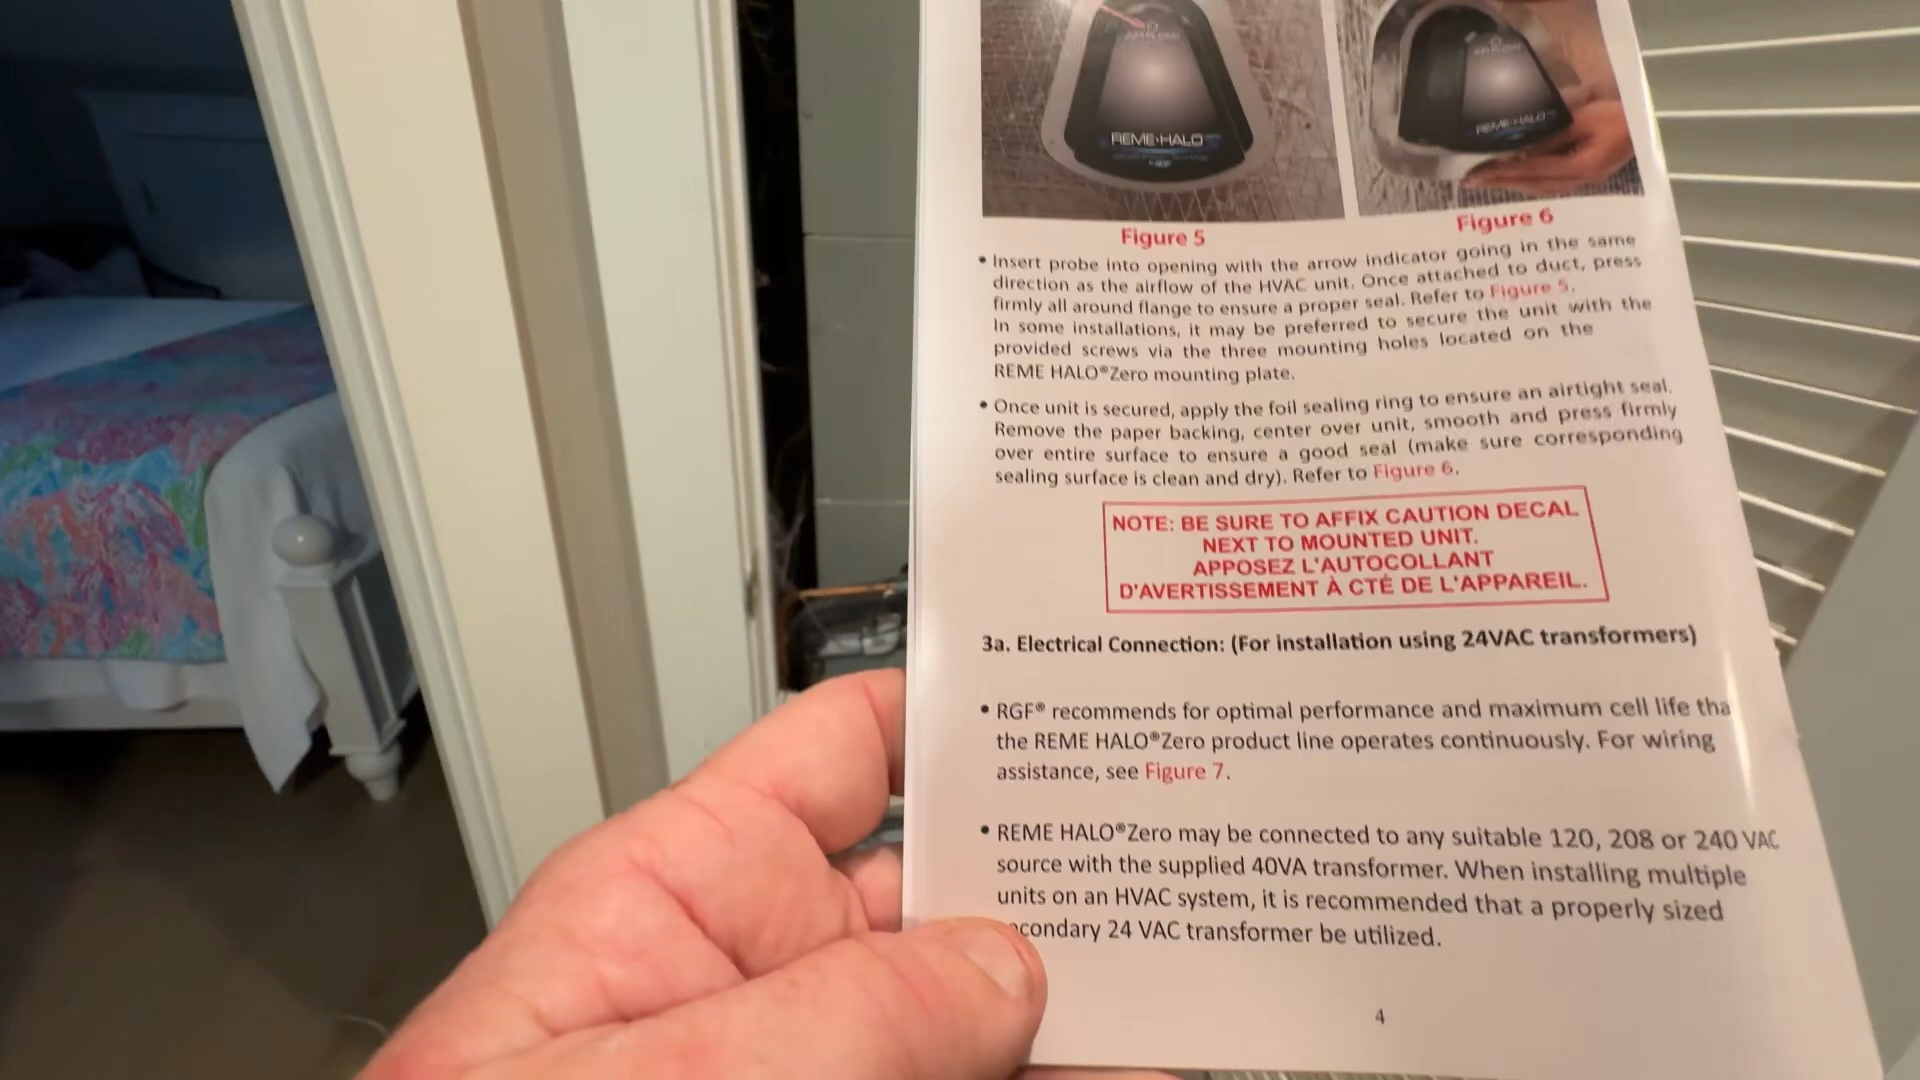 AIRFLOW
REME·HALO
AIRFLOW
REME·HALO
Figure 5
Figure 6
• Insert probe into opening with the arrow indicator going in the same
direction as the airflow of the HVAC unit. Once attached to duct, press
firmly all around flange to ensure a proper seal. Refer to Figure 5.
In some installations, it may be preferred to secure the unit with the
provided screws via the three mounting holes located on the
REME HALO®Zero mounting plate.
• Once unit is secured, apply the foil sealing ring to ensure an airtight seal.
Remove the paper backing, center over unit, smooth and press firmly
over entire surface to ensure a good seal (make sure corresponding
sealing surface is clean and dry). Refer to Figure 6.
NOTE: BE SURE TO AFFIX CAUTION DECAL
NEXT TO MOUNTED UNIT.
APPOSEZ L'AUTOCOLLANT
D'AVERTISSEMENT À CTÉ DE L'APPAREIL.
3a. Electrical Connection: (For installation using 24VAC transformers)
• RGF® recommends for optimal performance and maximum cell life tha
the REME HALO®Zero product line operates continuously. For wiring
assistance, see Figure 7.
• REME HALO®Zero may be connected to any suitable 120, 208 or 240 VAC
source with the supplied 40VA transformer. When installing multiple
units on an HVAC system, it is recommended that a properly sized
econdary 24 VAC transformer be utilized.
4